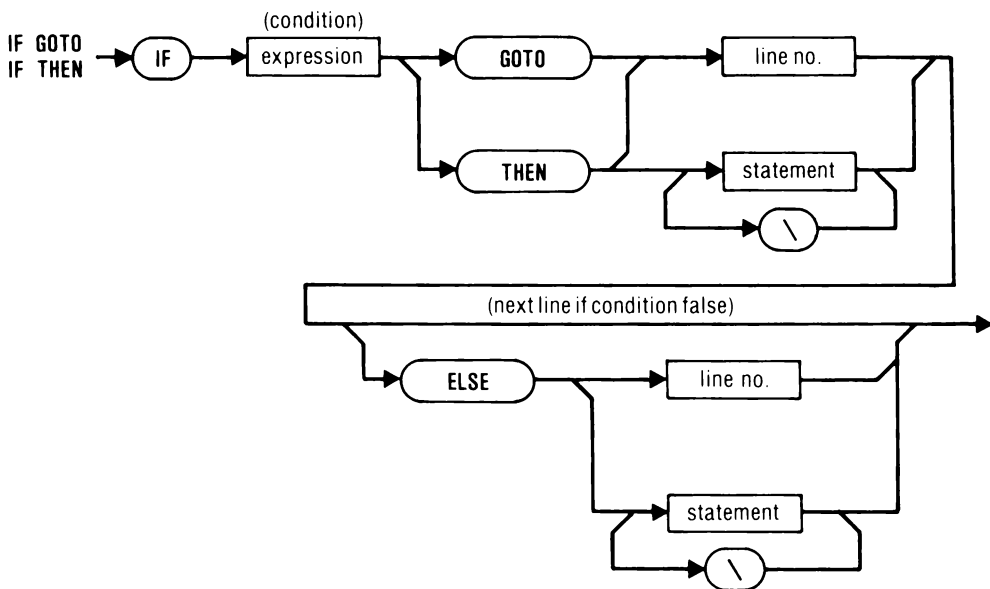 (condition)
IF GOTO
IF THEN
IF
expression
GOTO
line no.
THEN
statement
\
(next line if condition false)
ELSE
line no.
statement
\